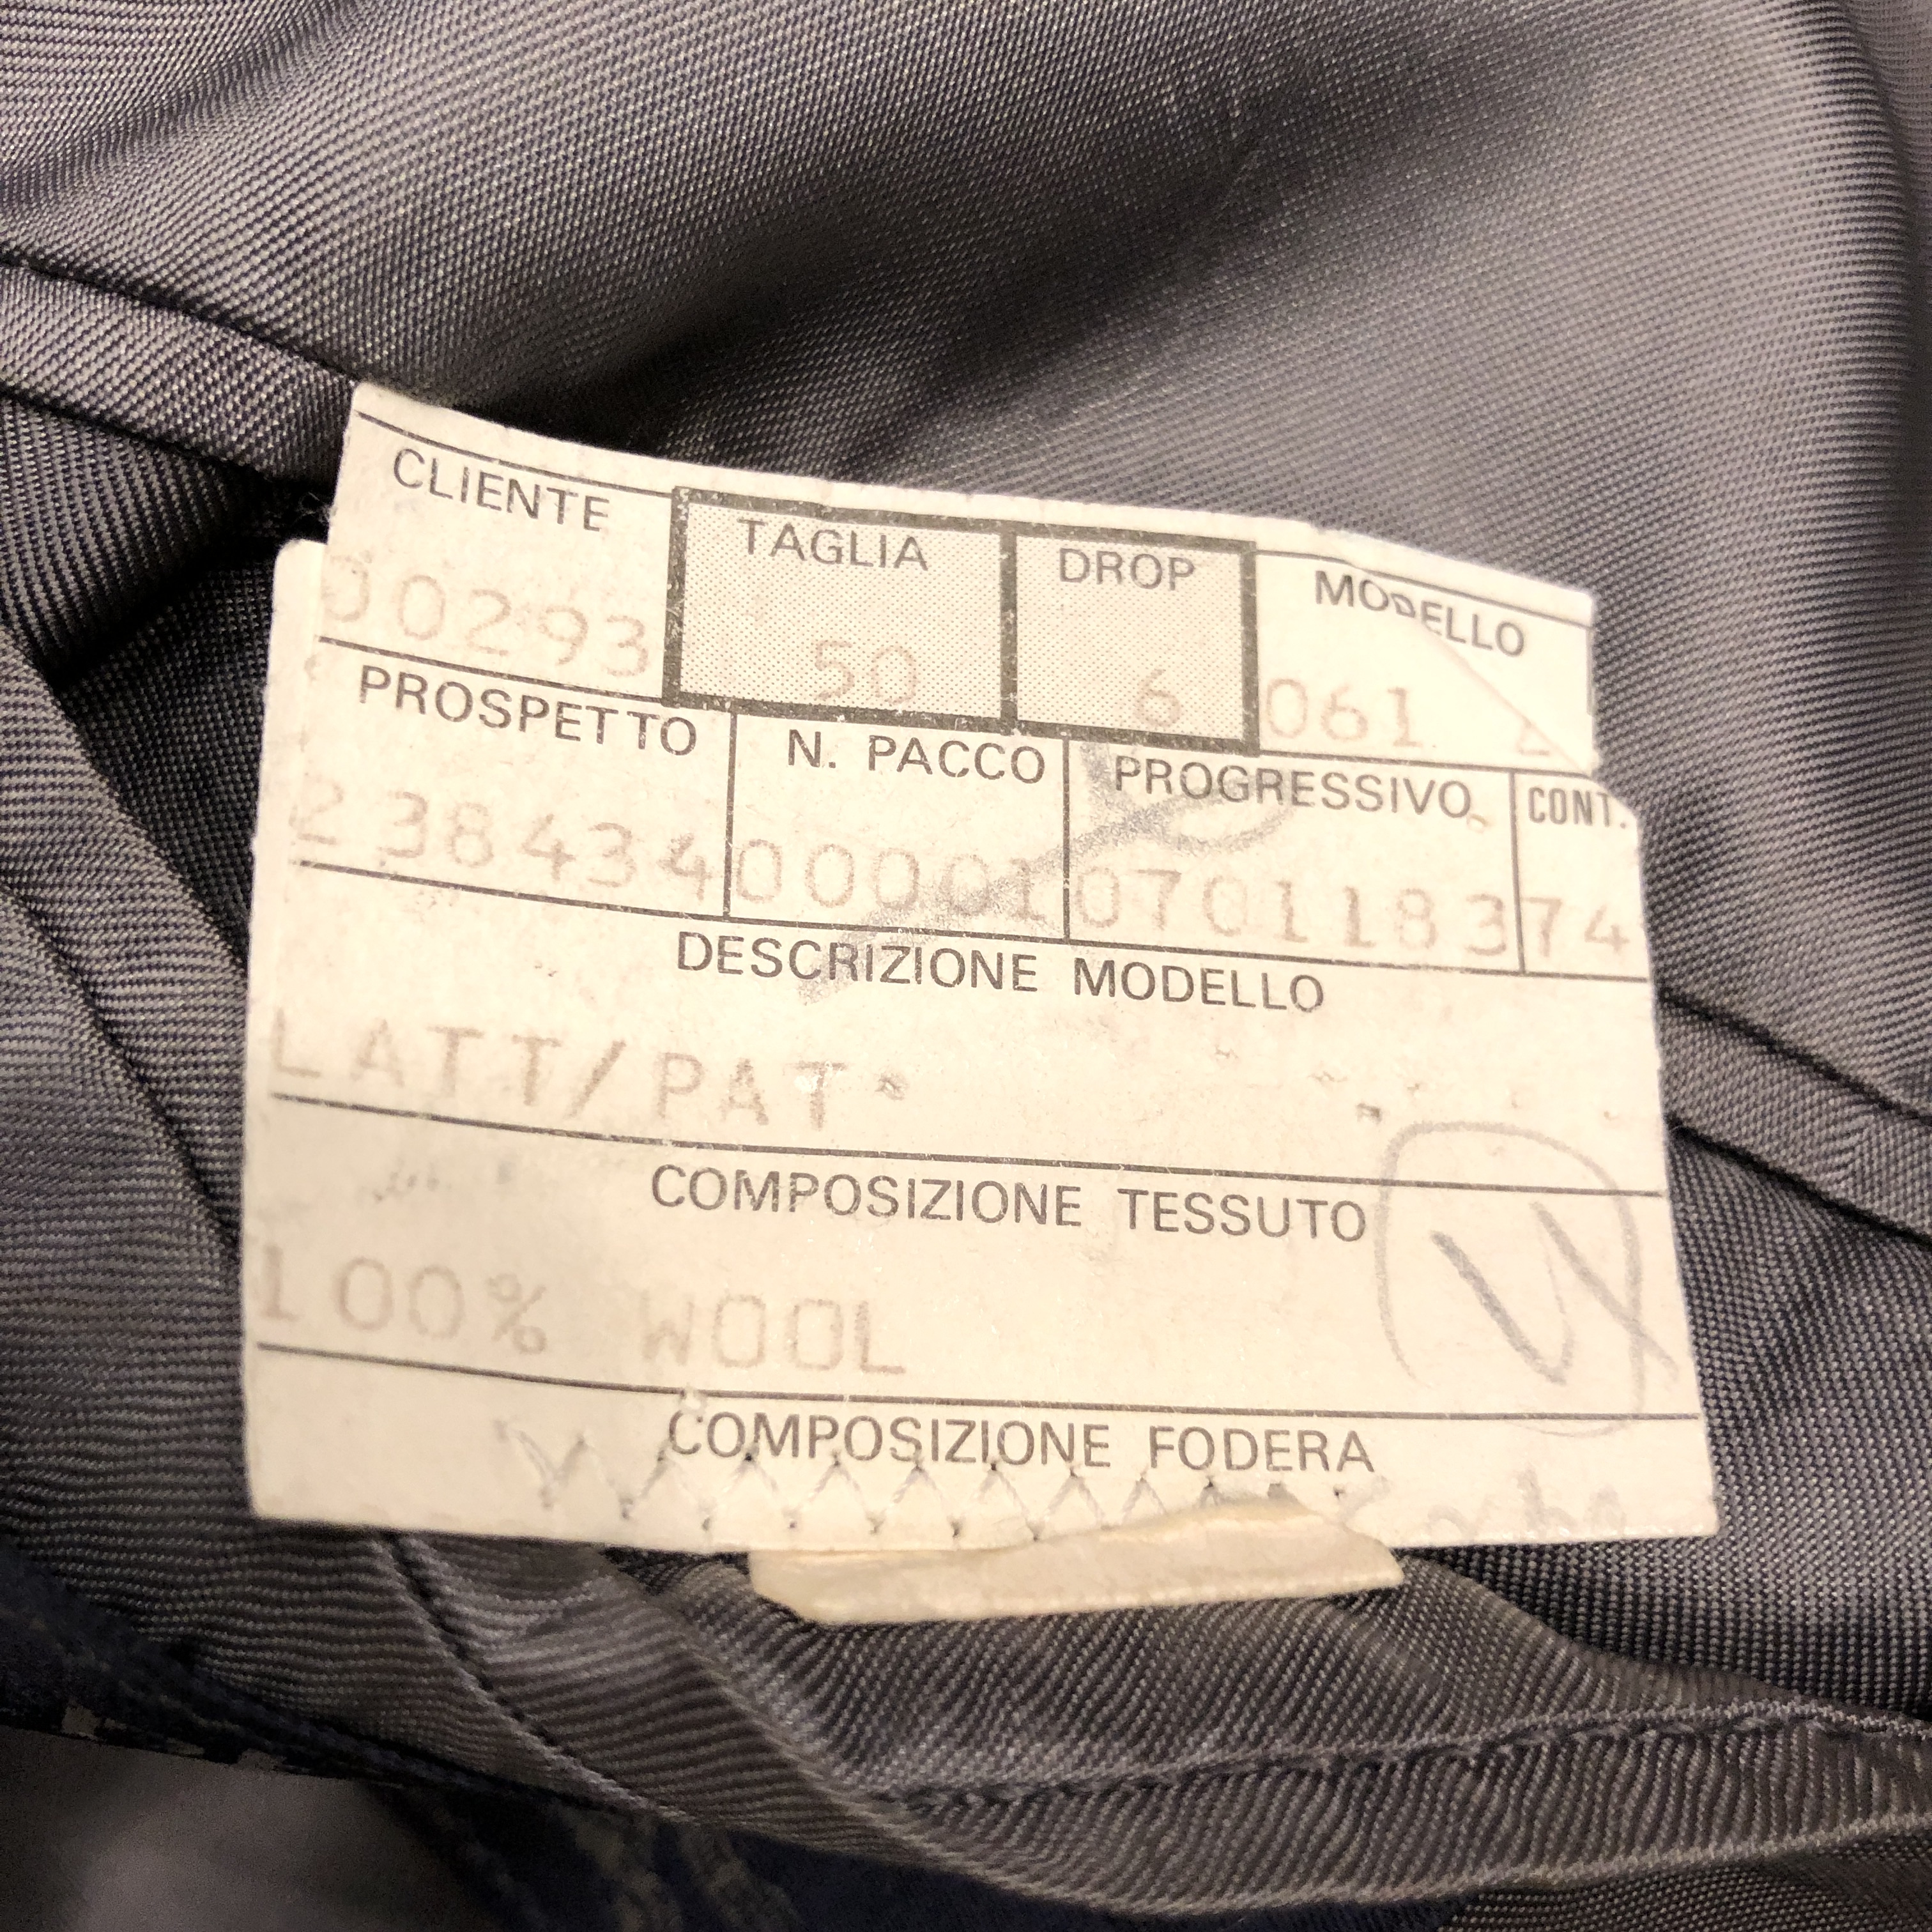 CLIENTE TAGLIA DROP MODELLO
00293 50 6 061
PROSPETTO N. PACCO PROGRESSIVO CONT.
238434 00001 0701183 74
DESCRIZIONE MODELLO
LATT/PAT
COMPOSIZIONE TESSUTO
100% WOOL
COMPOSIZIONE FODERA